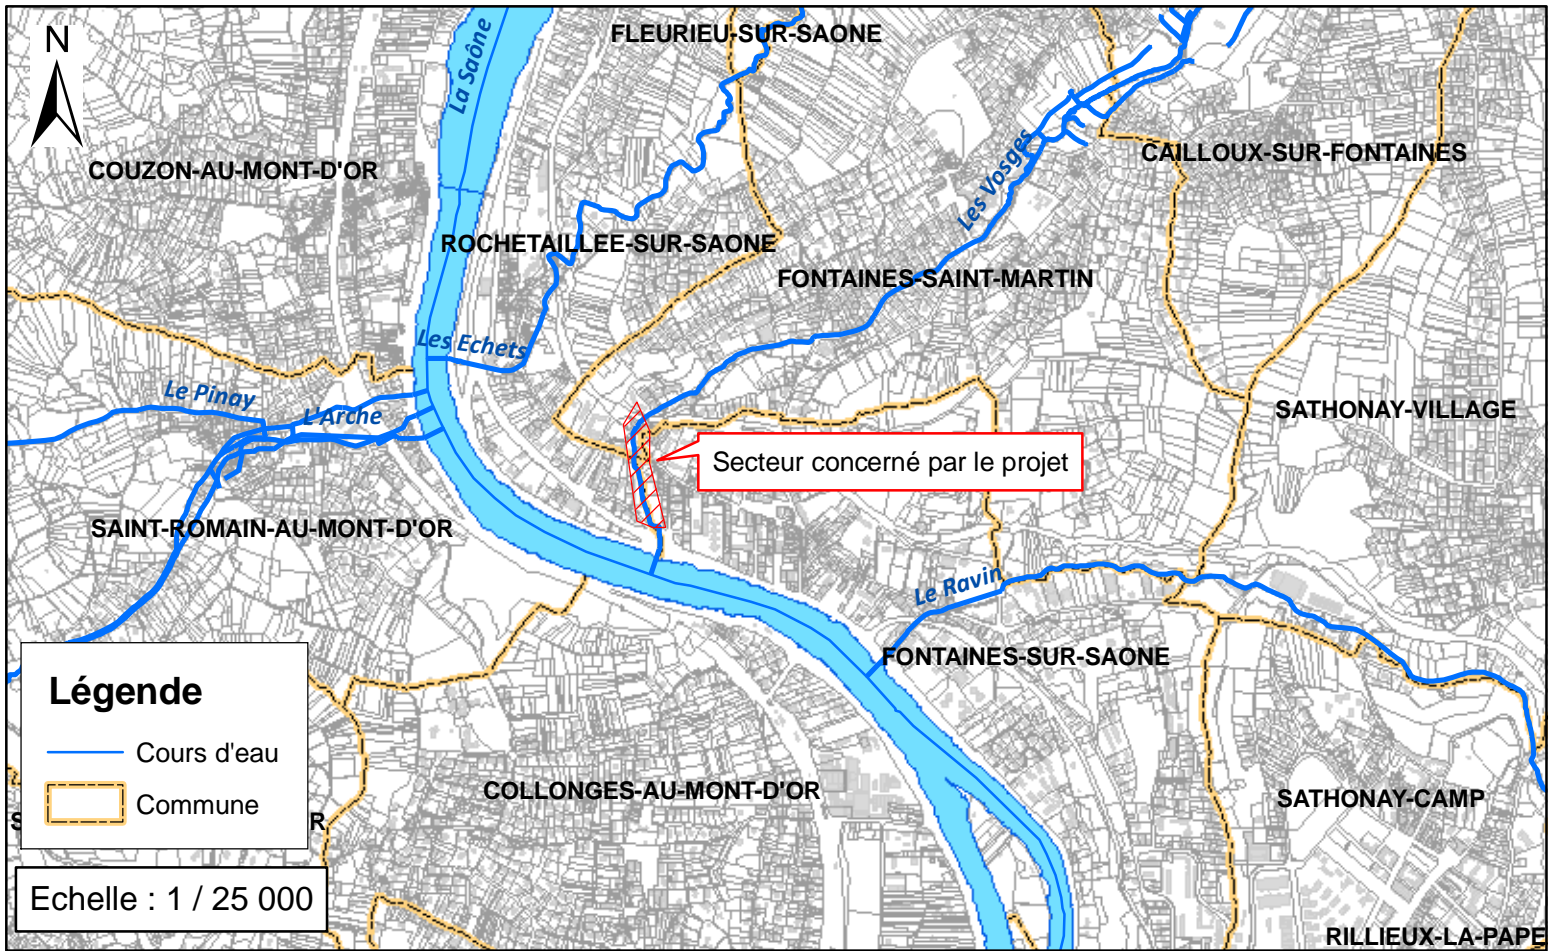 N
La Saône
FLEURIEU-SUR-SAONE
COUZON-AU-MONT-D'OR
Les Vosges
CAILLOUX-SUR-FONTAINES
ROCHETAILLEE-SUR-SAONE
FONTAINES-SAINT-MARTIN
Les Echets
Le Pinay
L'Arche
SATHONAY-VILLAGE
Secteur concerné par le projet
SAINT-ROMAIN-AU-MONT-D'OR
Le Ravin
FONTAINES-SUR-SAONE
Légende
Cours d'eau
Commune
COLLONGES-AU-MONT-D'OR
SATHONAY-CAMP
S
R
Echelle : 1 / 25 000
RILLIEUX-LA-PAPE